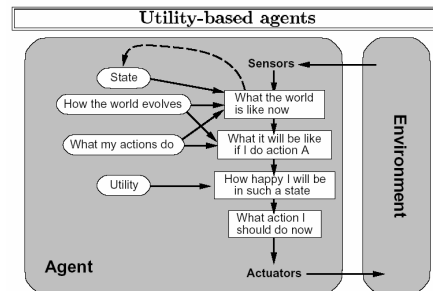 Utility-based agents
Sensors
State
How the world evolves
What the world
is like now
What my actions do
What it will be like
if I do action A
Utility
How happy I will be
in such a state
What action I
should do now
Agent
Actuators
Environment